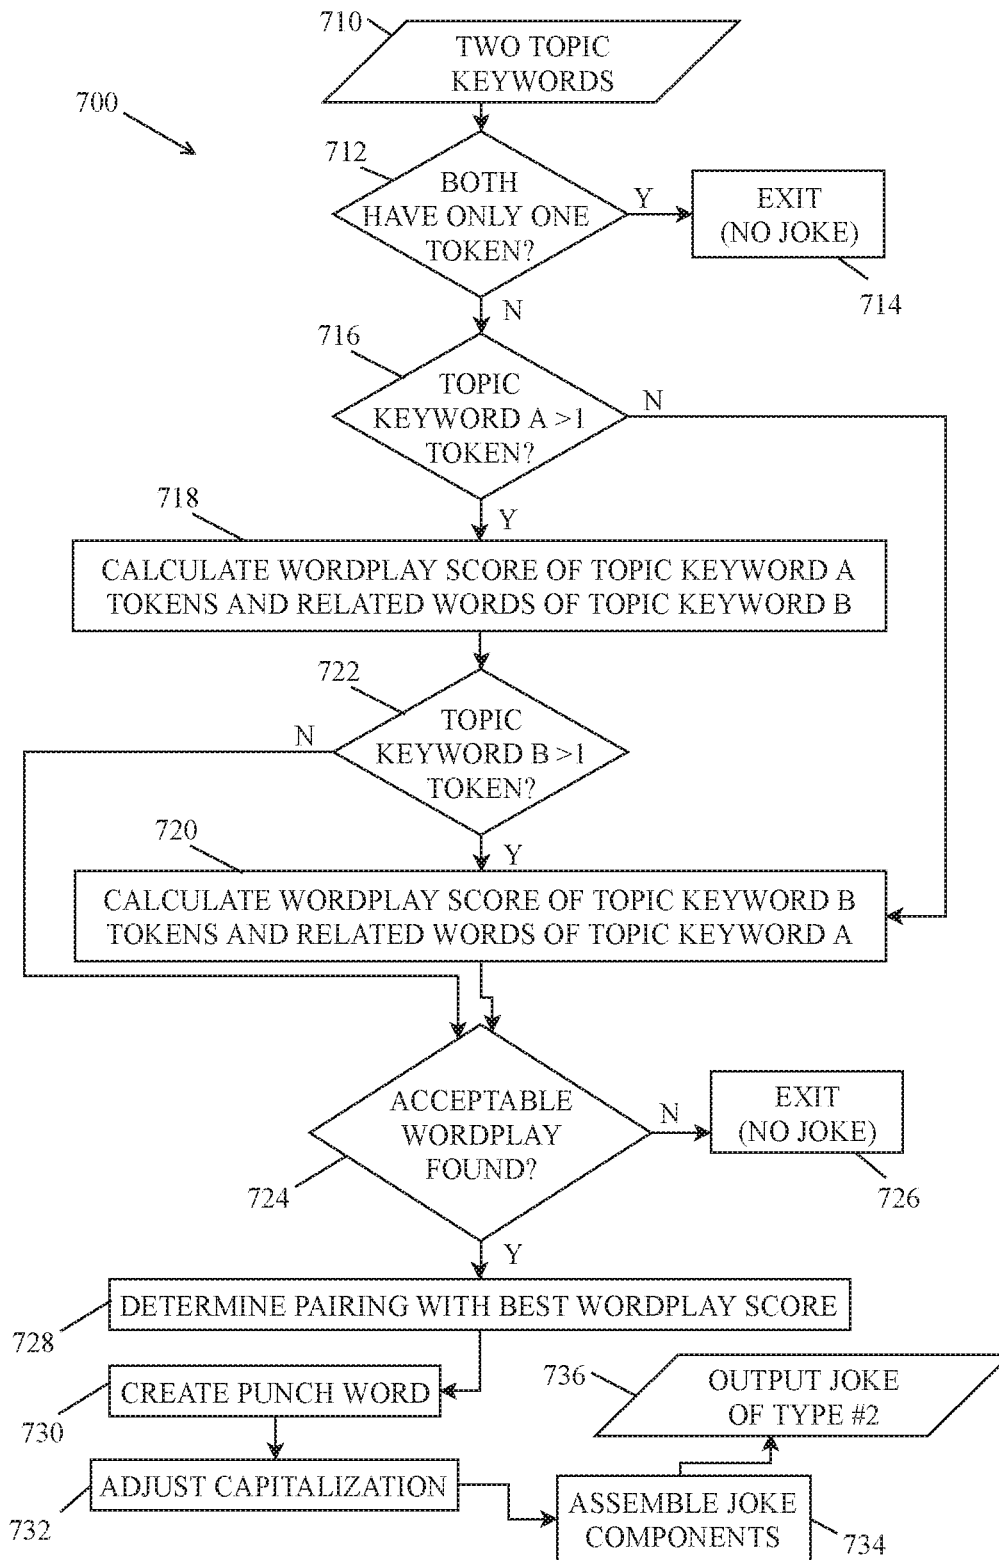 710
TWO TOPIC
KEYWORDS
700
712
BOTH
HAVE ONLY ONE
TOKEN?
Y
EXIT
(NO JOKE)
714
N
716
TOPIC
KEYWORD A >1
TOKEN?
N
Y
718
CALCULATE WORDPLAY SCORE OF TOPIC KEYWORD A
TOKENS AND RELATED WORDS OF TOPIC KEYWORD B
722
TOPIC
KEYWORD B >1
TOKEN?
N
Y
720
CALCULATE WORDPLAY SCORE OF TOPIC KEYWORD B
TOKENS AND RELATED WORDS OF TOPIC KEYWORD A
ACCEPTABLE
WORDPLAY
FOUND?
724
N
EXIT
(NO JOKE)
726
Y
DETERMINE PAIRING WITH BEST WORDPLAY SCORE
728
CREATE PUNCH WORD
730
736
OUTPUT JOKE
OF TYPE #2
ADJUST CAPITALIZATION
732
ASSEMBLE JOKE
COMPONENTS
734